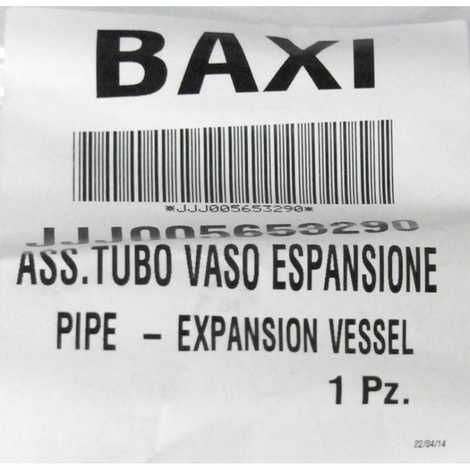 BAXI
*JJJ005653290*
JJJ005653290
ASS.TUBO VASO ESPANSIONE
PIPE - EXPANSION VESSEL
1 Pz.
22/04/14